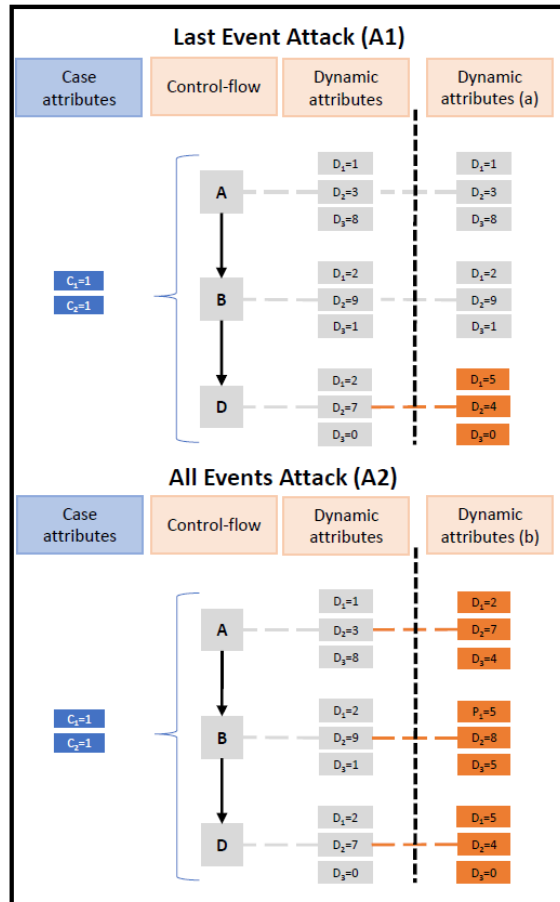 Last Event Attack (A1)
Case attributes
Control-flow
Dynamic attributes
Dynamic attributes (a)
A
D₁=1
D₂=3
D₃=8
D₁=1
D₂=3
D₃=8
C₁=1
C₂=1
B
D₁=2
D₂=9
D₃=1
D₁=2
D₂=9
D₃=1
D
D₁=2
D₂=7
D₃=0
D₁=5
D₂=4
D₃=0
All Events Attack (A2)
Case attributes
Control-flow
Dynamic attributes
Dynamic attributes (b)
A
D₁=1
D₂=3
D₃=8
D₁=2
D₂=7
D₃=4
C₁=1
C₂=1
B
D₁=2
D₂=9
D₃=1
P₁=5
D₂=8
D₃=5
D
D₁=2
D₂=7
D₃=0
D₁=5
D₂=4
D₃=0